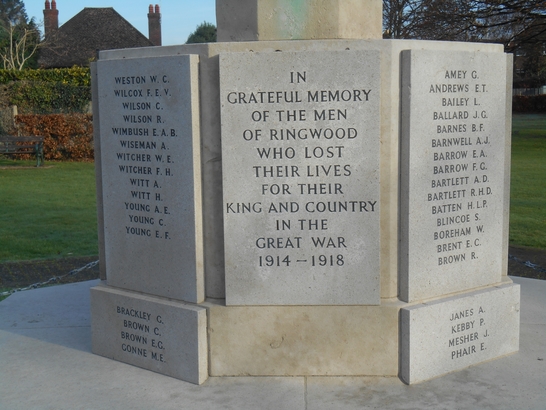 WESTON W. C.
WILCOX F. E. V.
WILSON C.
WILSON R.
WIMBUSH E. A. B.
WISEMAN A.
WITCHER W. E.
WITCHER F. H.
WITT A.
WITT H.
YOUNG A. E.
YOUNG C.
YOUNG E. F.
BRACKLEY G.
BROWN C.
BROWN E.G.
GONNE M.E.
IN
GRATEFUL MEMORY
OF THE MEN
OF RINGWOOD
WHO LOST
THEIR LIVES
FOR THEIR
KING AND COUNTRY
IN THE
GREAT WAR
1914 — 1918
AMEY G.
ANDREWS E.T.
BAILEY L.
BALLARD J. G.
BARNES B. F.
BARNWELL A.J.
BARROW E. A.
BARROW F. G.
BARTLETT A. D.
BARTLETT R. H. D.
BATTEN H. L. P.
BLINCOE S.
BOREHAM W.
BRENT E. C.
BROWN R.
JANES A.
KEBBY P.
MESHER J.
PHAIR E.